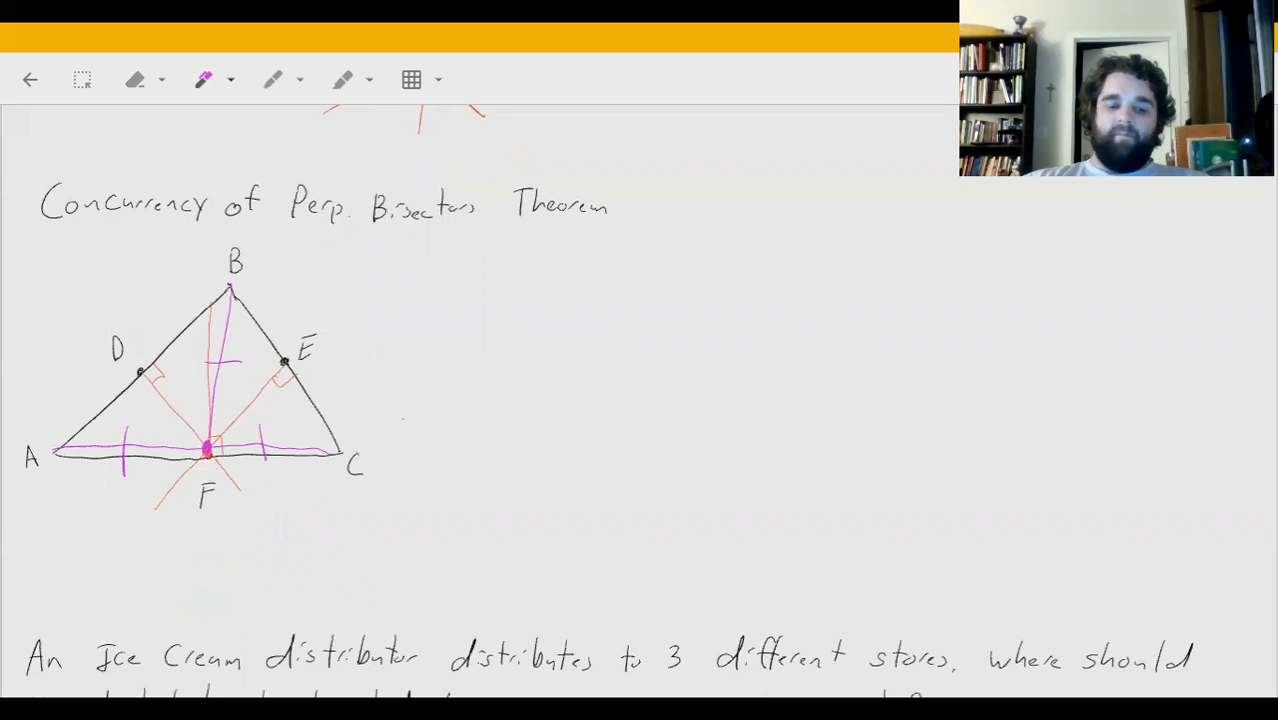 Concurrency of Perp. Bisectors Theorem
B
D
E
A
C
F
An Ice Cream distributor distributes to 3 different stores, where should